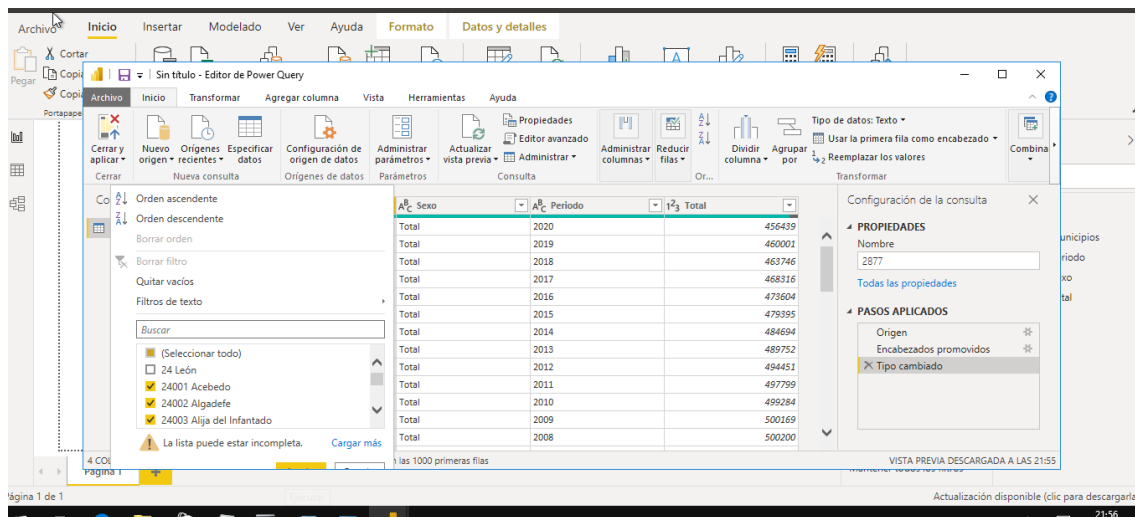 Archivo Inicio Insertar Modelado Ver Ayuda Formato Datos y detalles
Cortar
Pegar
Portapape
Sin título - Editor de Power Query
Archivo Inicio Transformar Agregar columna Vista Herramientas Ayuda
Cerrar y aplicar
Nuevo origen
Orígenes recientes
Especificar datos
Configuración de origen de datos
Administrar parámetros
Actualizar vista previa
Propiedades
Editor avanzado
Administrar
Administrar columnas
Reducir filas
Dividir columna
Agrupar por
Tipo de datos: Texto
Usar la primera fila como encabezado
Reemplazar los valores
Combina
Cerrar Nueva consulta Orígenes de datos Parámetros Consulta Or... Transformar
Co
Orden ascendente
Orden descendente
Borrar orden
Borrar filtro
Quitar vacíos
Filtros de texto
Buscar
(Seleccionar todo)
24 León
24001 Acebedo
24002 Algadefe
24003 Alija del Infantado
La lista puede estar incompleta. Cargar más
ABC Sexo ABC Periodo 123 Total
Total 2020 456439
Total 2019 460001
Total 2018 463746
Total 2017 468316
Total 2016 473604
Total 2015 479395
Total 2014 484694
Total 2013 489752
Total 2012 494451
Total 2011 497799
Total 2010 499284
Total 2009 500169
Total 2008 500200
Configuración de la consulta
PROPIEDADES
Nombre
2877
Todas las propiedades
PASOS APLICADOS
Origen
Encabezados promovidos
Tipo cambiado
unicipios
riodo
xo
tal
4 COL
las 1000 primeras filas
VISTA PREVIA DESCARGADA A LAS 21:55
Página 1
Página 1 de 1
Actualización disponible (clic para descargarla
21:56